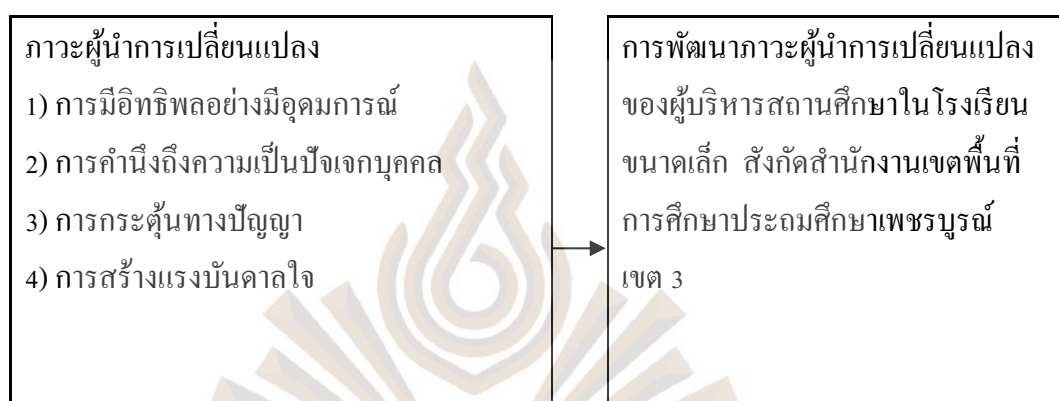 ภาวะผู้นำการเปลี่ยนแปลง
1) การมีอิทธิพลอย่างมีอุดมการณ์
2) การคำนึงถึงความเป็นปัจเจกบุคคล
3) การกระตุ้นทางปัญญา
4) การสร้างแรงบันดาลใจ
การพัฒนาภาวะผู้นำการเปลี่ยนแปลง
ของผู้บริหารสถานศึกษาในโรงเรียน
ขนาดเล็ก สังกัดสำนักงานเขตพื้นที่
การศึกษาประถมศึกษาเพชรบูรณ์
เขต 3